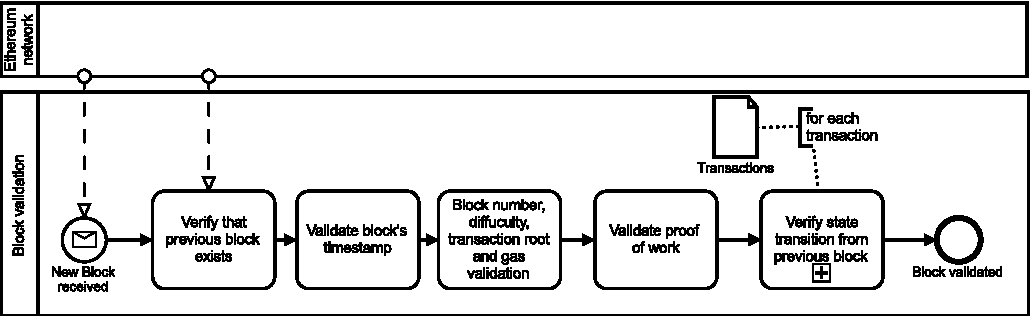 Ethereum
network
for each
transaction
Transactions
Block validation
New Block
received
Verify that
previous block
exists
Validate block's
timestamp
Block number,
diffuculty,
transaction root
and gas
validation
Validate proof
of work
Verify state
transition from
previous block
Block validated